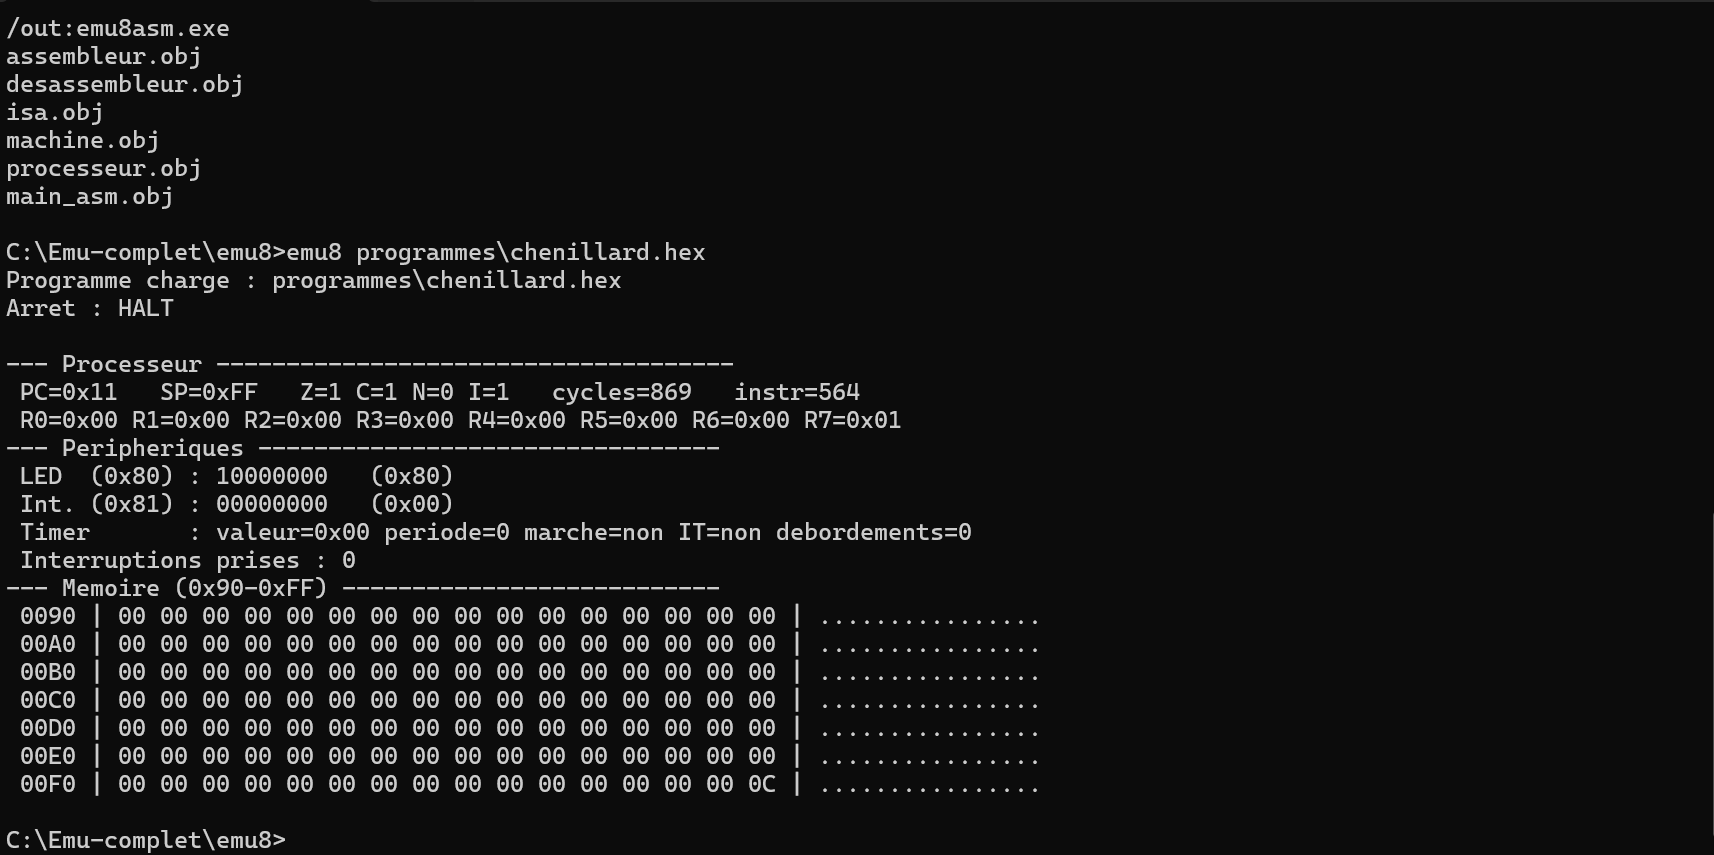 /out:emu8asm.exe
assembleur.obj
desassembleur.obj
isa.obj
machine.obj
processeur.obj
main_asm.obj
C:\Emu-complet\emu8>emu8 programmes\chenillard.hex
Programme charge : programmes\chenillard.hex
Arret : HALT
--- Processeur -------------------------------------
PC=0x11   SP=0xFF   Z=1 C=1 N=0 I=1   cycles=869   instr=564
R0=0x00 R1=0x00 R2=0x00 R3=0x00 R4=0x00 R5=0x00 R6=0x00 R7=0x01
--- Peripheriques ---------------------------------
LED  (0x80) : 10000000   (0x80)
Int. (0x81) : 00000000   (0x00)
Timer       : valeur=0x00 periode=0 marche=non IT=non debordements=0
Interruptions prises : 0
--- Memoire (0x90-0xFF) ---------------------------
0090 | 00 00 00 00 00 00 00 00 00 00 00 00 00 00 00 00 | ................
00A0 | 00 00 00 00 00 00 00 00 00 00 00 00 00 00 00 00 | ................
00B0 | 00 00 00 00 00 00 00 00 00 00 00 00 00 00 00 00 | ................
00C0 | 00 00 00 00 00 00 00 00 00 00 00 00 00 00 00 00 | ................
00D0 | 00 00 00 00 00 00 00 00 00 00 00 00 00 00 00 00 | ................
00E0 | 00 00 00 00 00 00 00 00 00 00 00 00 00 00 00 00 | ................
00F0 | 00 00 00 00 00 00 00 00 00 00 00 00 00 00 00 0C | ................
C:\Emu-complet\emu8>